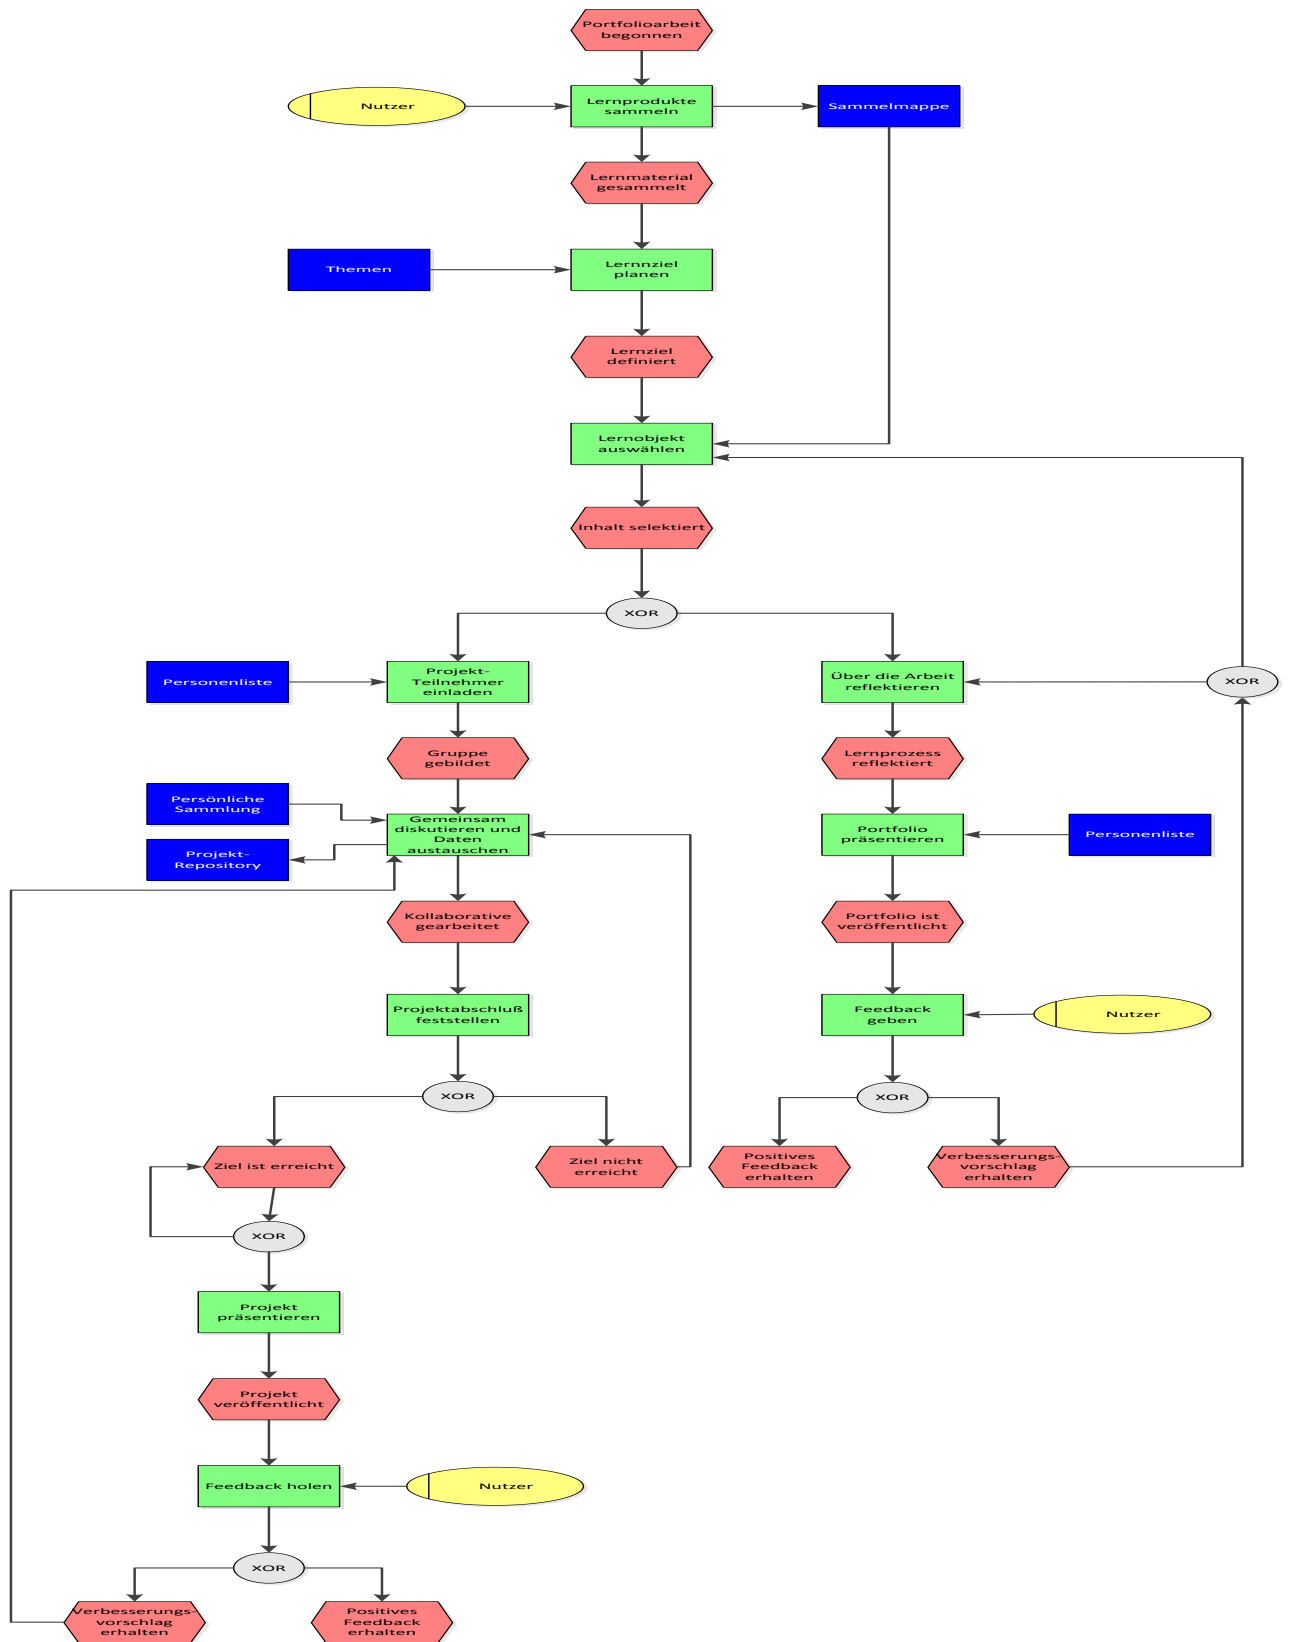 Portfolioarbeit
begonnen
Nutzer
Lernprodukte
sammeln
Sammelmappe
Lernmaterial
gesammelt
Themen
Lernnziel
planen
Lernziel
definiert
Lernobjekt
auswählen
Inhalt selektiert
XOR
Personenliste
Projekt-
Teilnehmer
einladen
Über die Arbeit
reflektieren
XOR
Gruppe
gebildet
Lernprozess
reflektiert
Persönliche
Sammlung
Gemeinsam
diskutieren und
Daten
austauschen
Portfolio
präsentieren
Personenliste
Projekt-
Repository
Kollaborative
gearbeitet
Portfolio ist
veröffentlicht
Projektabschluß
feststellen
Feedback
geben
Nutzer
XOR
XOR
Ziel ist erreicht
Ziel nicht
erreicht
Positives
Feedback
erhalten
Verbesserungs-
vorschlag
erhalten
XOR
Projekt
präsentieren
Projekt
veröffentlicht
Feedback holen
Nutzer
XOR
Verbesserungs-
vorschlag
erhalten
Positives
Feedback
erhalten